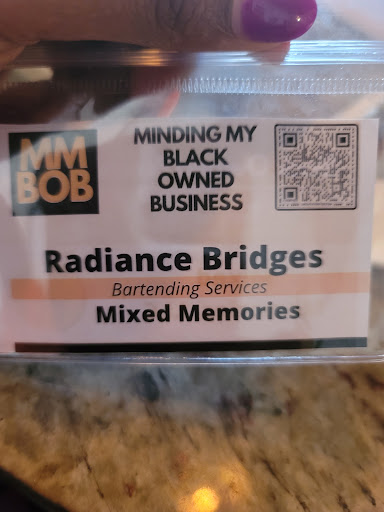 MM
BOB
MINDING MY
BLACK
OWNED
BUSINESS
Radiance Bridges
Bartending Services
Mixed Memories